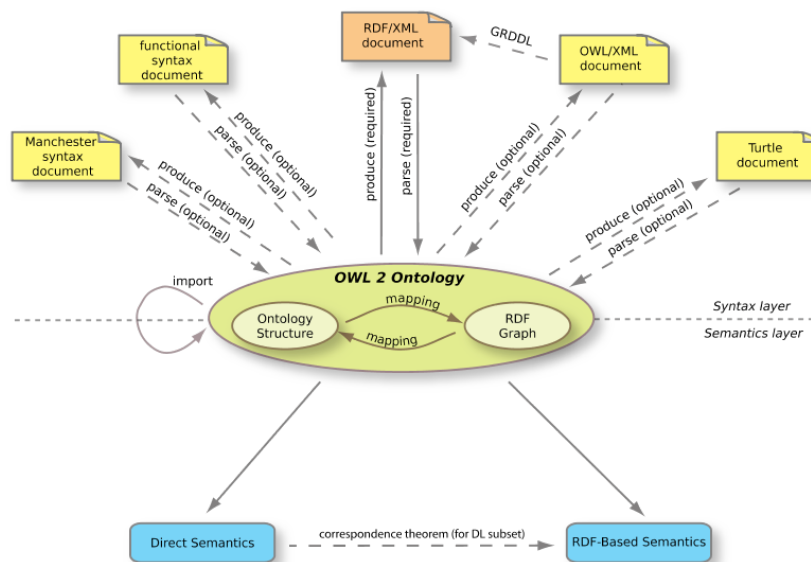 functional
syntax
document
RDF/XML
document
GRDDL
OWL/XML
document
Manchester
syntax
document
Turtle
document
produce (optional)
parse (optional)
produce (optional)
parse (optional)
produce (required)
parse (required)
produce (optional)
parse (optional)
produce (optional)
parse (optional)
import
OWL 2 Ontology
Ontology
Structure
mapping
mapping
RDF
Graph
Syntax layer
Semantics layer
Direct Semantics
correspondence theorem (for DL subset)
RDF-Based Semantics